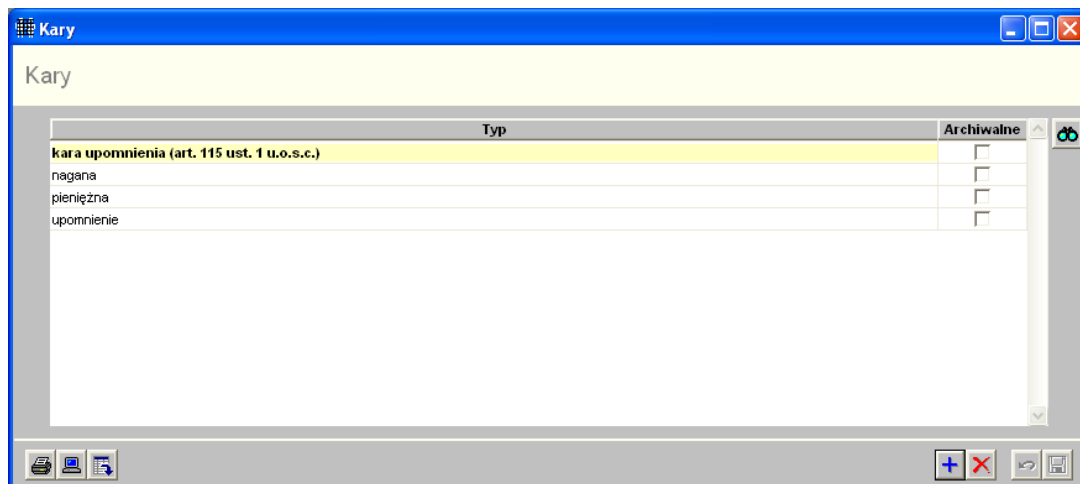 Kary
Kary
Typ Archiwalne
kara upomnienia (art. 115 ust. 1 u.o.s.c.)
nagana
pieniężna
upomnienie